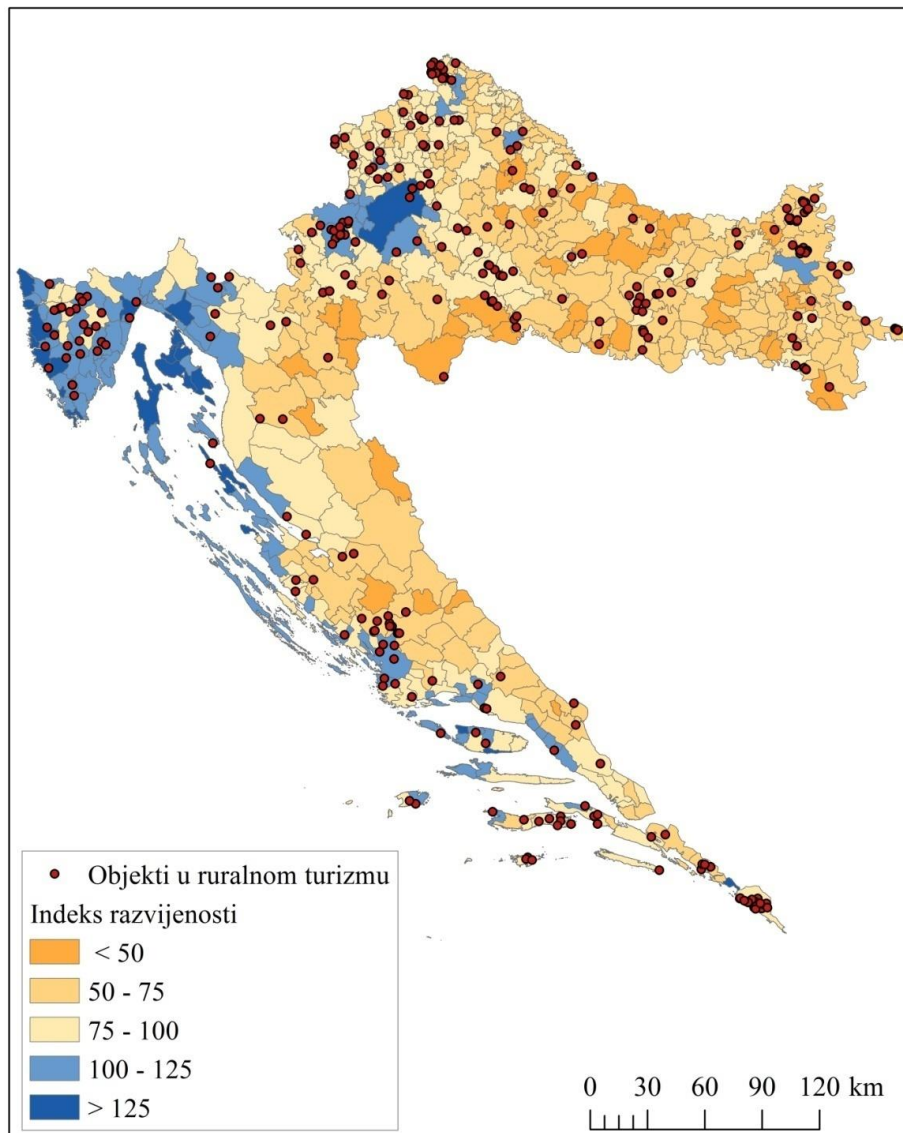 Objekti u ruralnom turizmu
Indeks razvijenosti
< 50
50 - 75
75 - 100
100 - 125
> 125
0 30 60 90 120 km